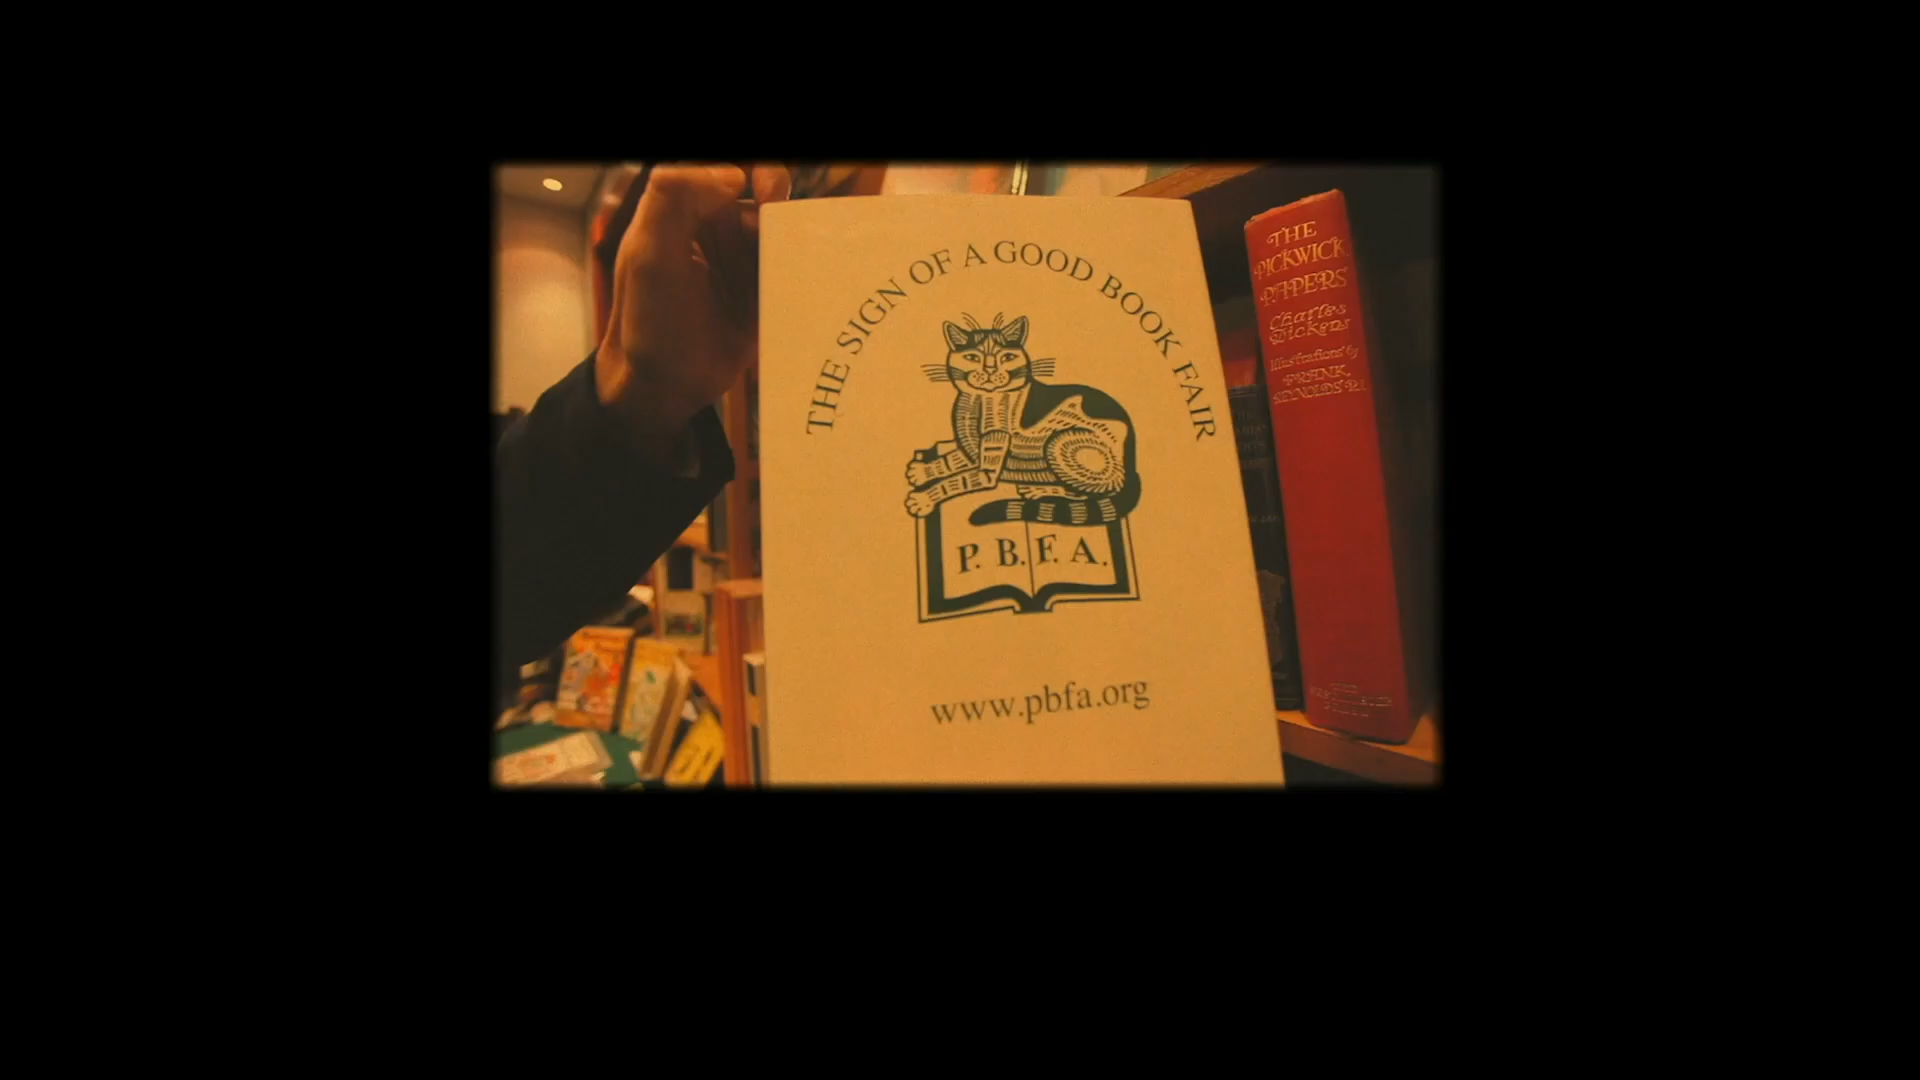 THE SIGN OF A GOOD BOOK FAIR
P. B. F. A.
www.pbfa.org
THE
PICKWICK
PAPERS
Charles
Dickens
Illustrations by
FRANK
REYNOLDS R.I.